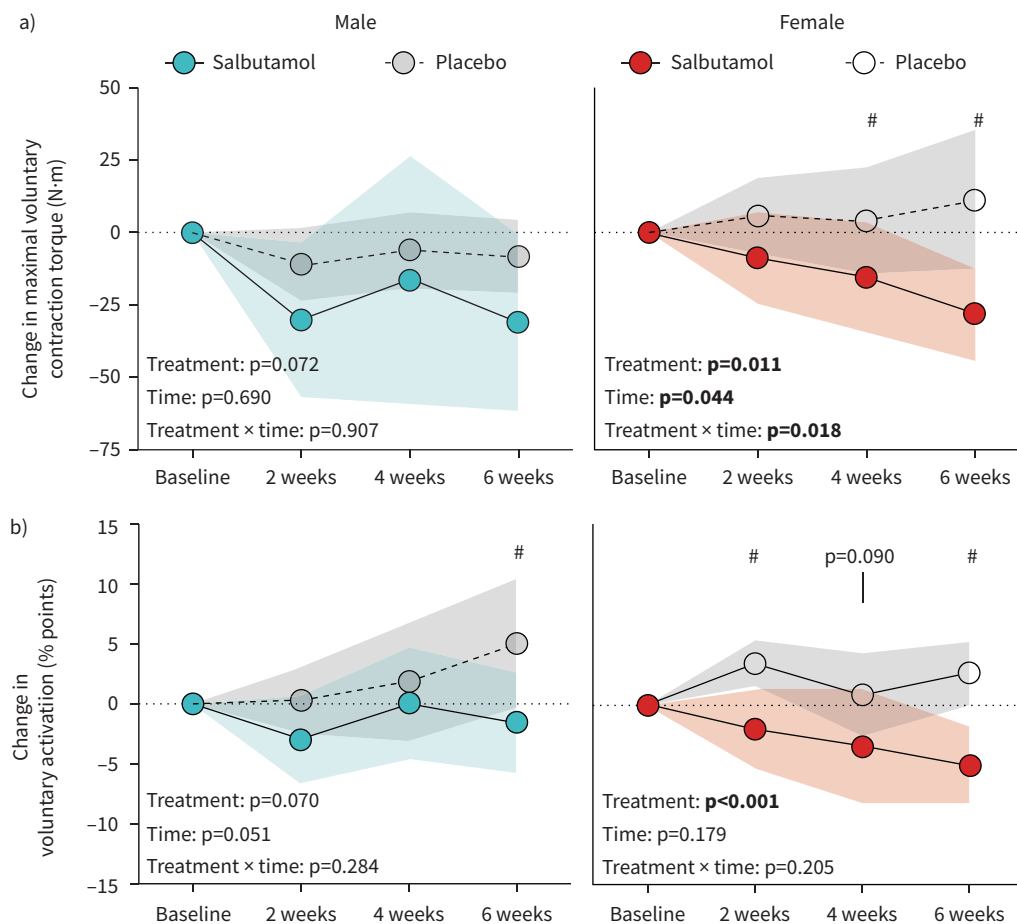 a)
Male
Female
Salbutamol
Placebo
Salbutamol
Placebo
Change in maximal voluntary
contraction torque (N·m)
50
25
0
–25
–50
–75
Treatment: p=0.072
Time: p=0.690
Treatment × time: p=0.907
Baseline
2 weeks
4 weeks
6 weeks
#
#
Treatment: p=0.011
Time: p=0.044
Treatment × time: p=0.018
Baseline
2 weeks
4 weeks
6 weeks
b)
Change in
voluntary activation (% points)
15
10
5
0
–5
–10
–15
#
Treatment: p=0.070
Time: p=0.051
Treatment × time: p=0.284
Baseline
2 weeks
4 weeks
6 weeks
#
p=0.090
#
Treatment: p<0.001
Time: p=0.179
Treatment × time: p=0.205
Baseline
2 weeks
4 weeks
6 weeks